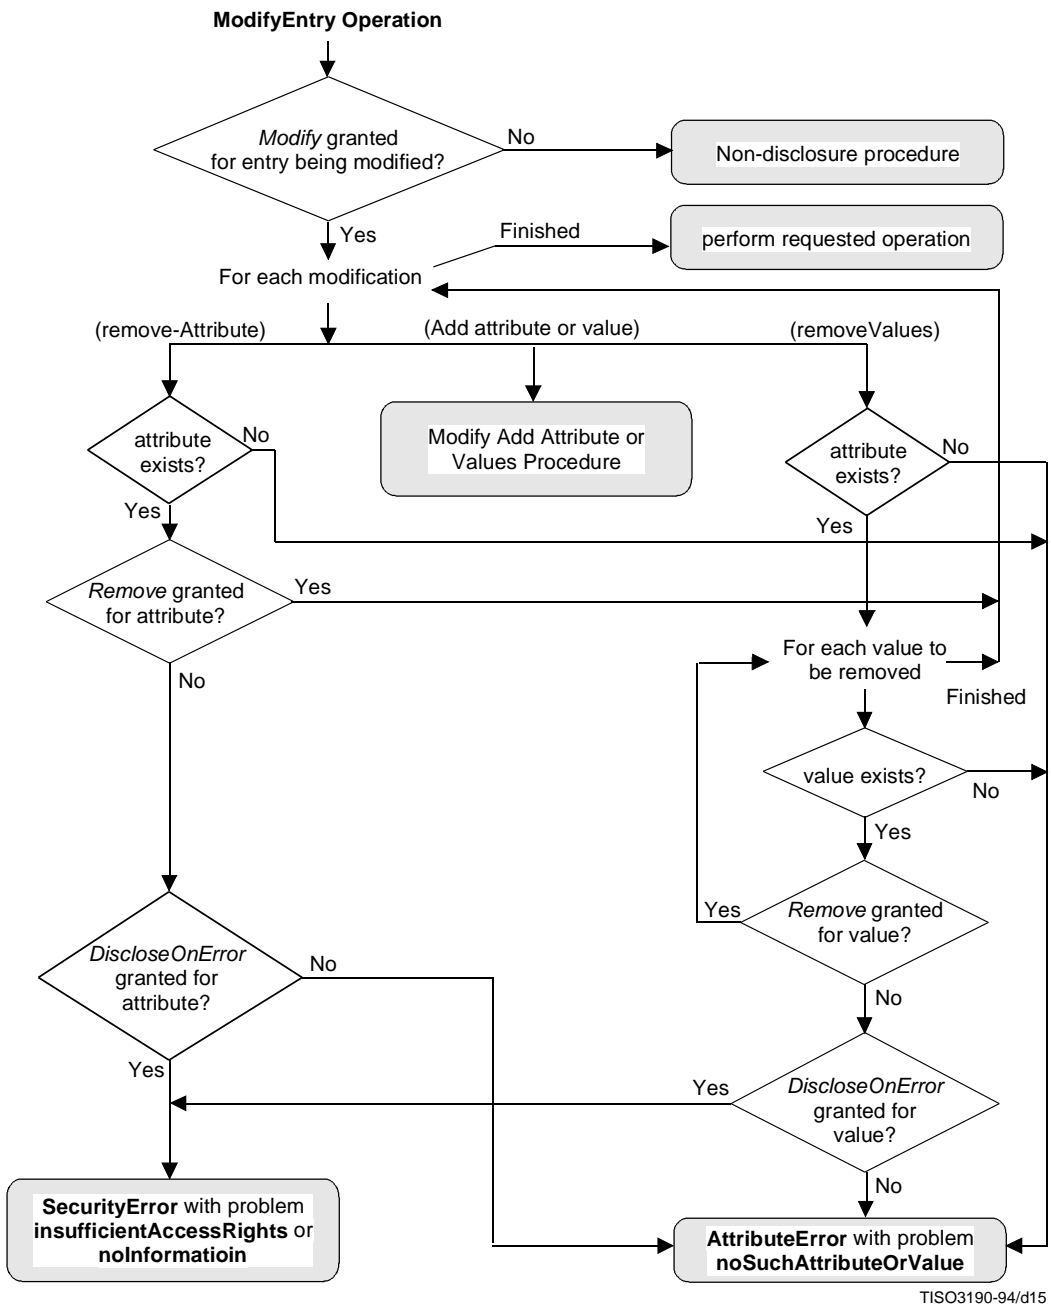 ModifyEntry Operation
Modify granted
for entry being modified?
No
Non-disclosure procedure
Yes
Finished
perform requested operation
For each modification
(remove-Attribute)
(Add attribute or value)
(removeValues)
attribute
exists?
No
Modify Add Attribute or
Values Procedure
attribute
exists?
No
Yes
Yes
Remove granted
for attribute?
Yes
No
For each value to
be removed
Finished
value exists?
No
Yes
Remove granted
for value?
Yes
No
DiscloseOnError
granted for
attribute?
No
Yes
DiscloseOnError
granted for
value?
Yes
No
SecurityError with problem
insufficientAccessRights or
noInformatioin
AttributeError with problem
noSuchAttributeOrValue
TISO3190-94/d15